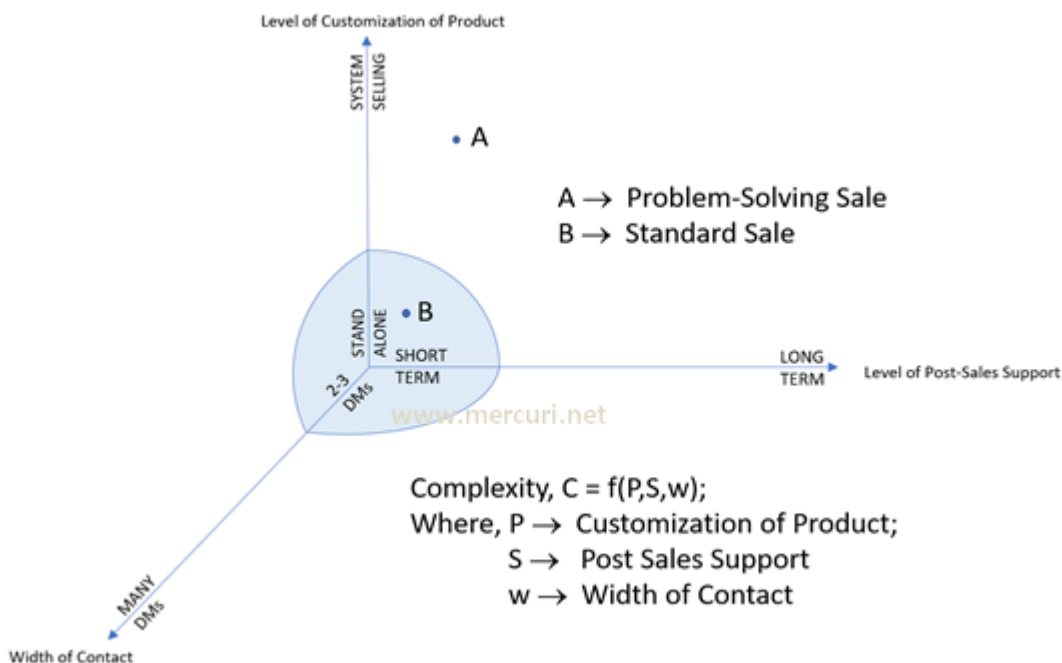 Level of Customization of Product
SYSTEM
SELLING
A
A → Problem-Solving Sale
B → Standard Sale
B
STAND
ALONE
SHORT
TERM
LONG
TERM
Level of Post-Sales Support
2-3
DMs
www.mercuri.net
Complexity, C = f(P,S,w);
Where, P → Customization of Product;
S → Post Sales Support
w → Width of Contact
MANY
DMs
Width of Contact